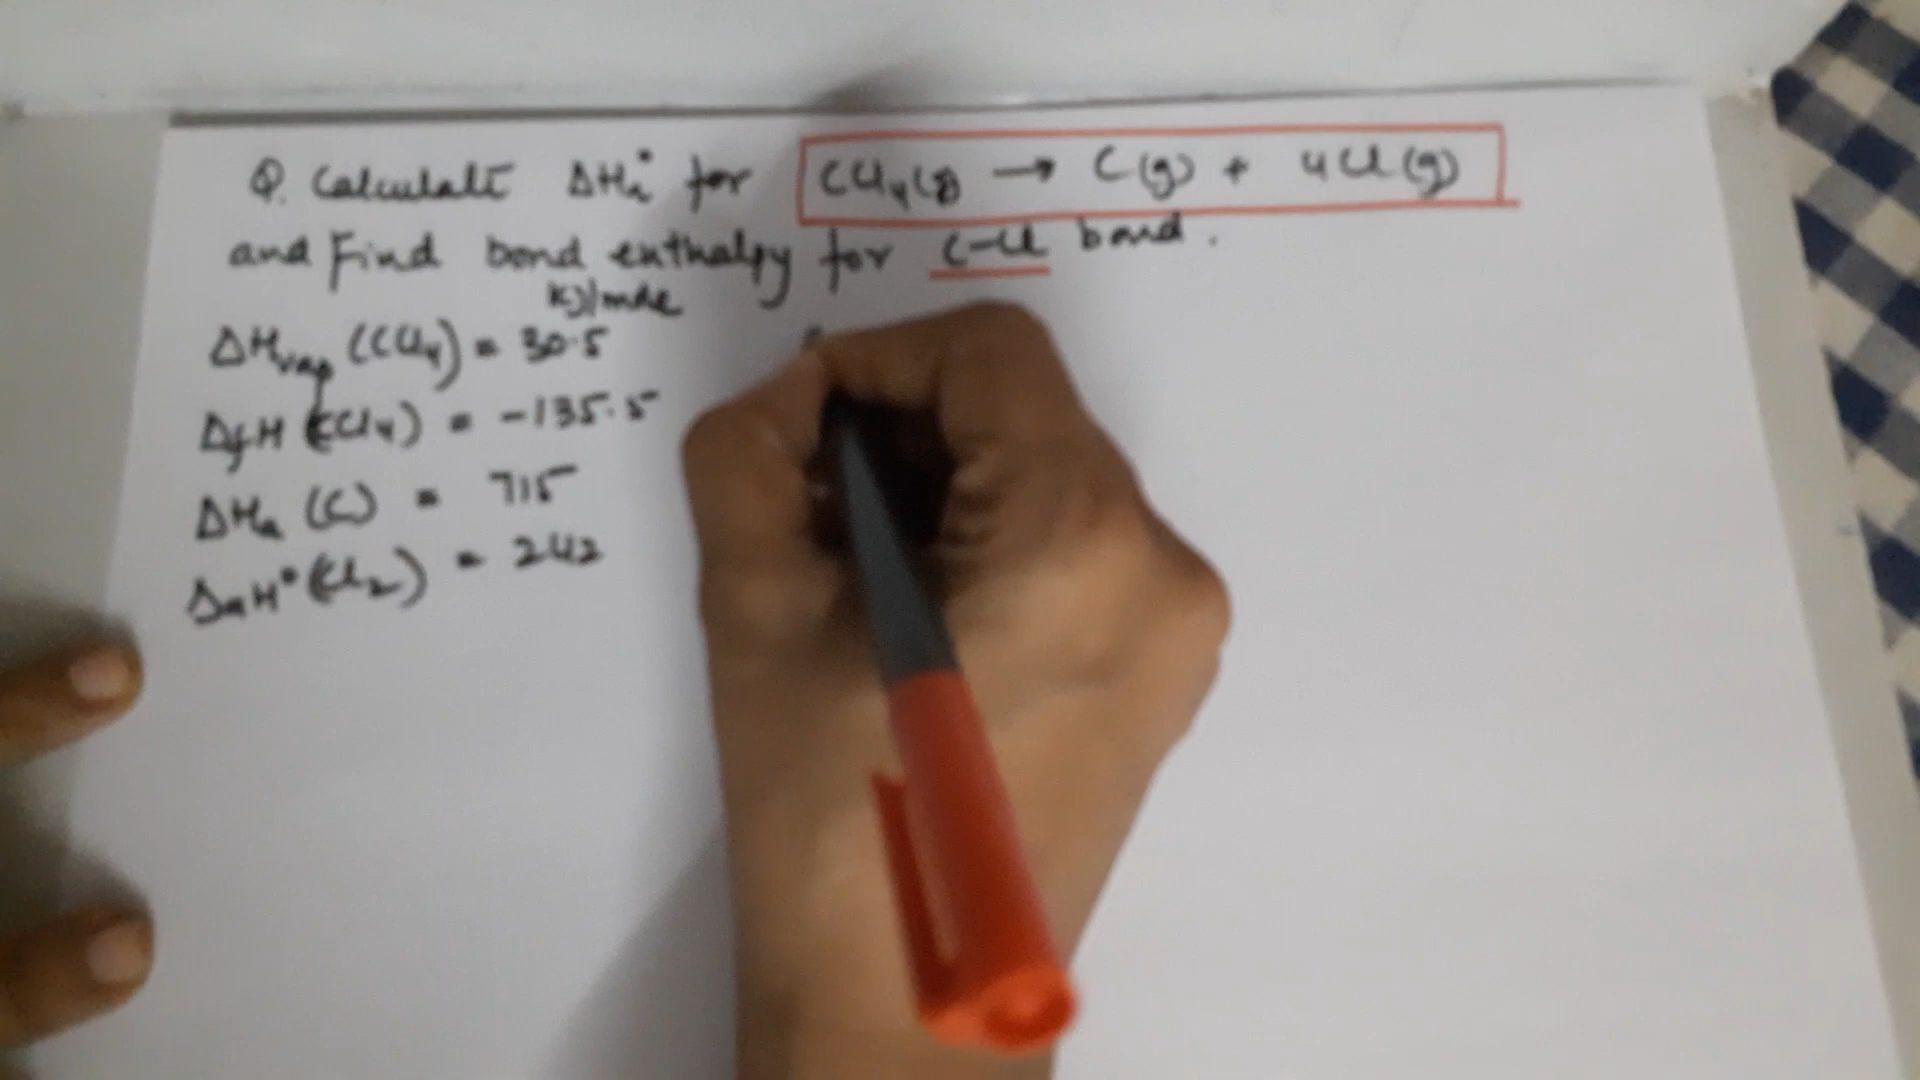 Q. Calculate ΔHₐ° for CCl₄(g) → C(g) + 4Cl(g)
and Find bond enthalpy for C-Cl bond.
kJ/mole
ΔHvap (CCl₄) = 30.5
ΔfH (CCl₄) = -135.5
ΔHₐ (C) = 715
ΔₐH° (Cl₂) = 242